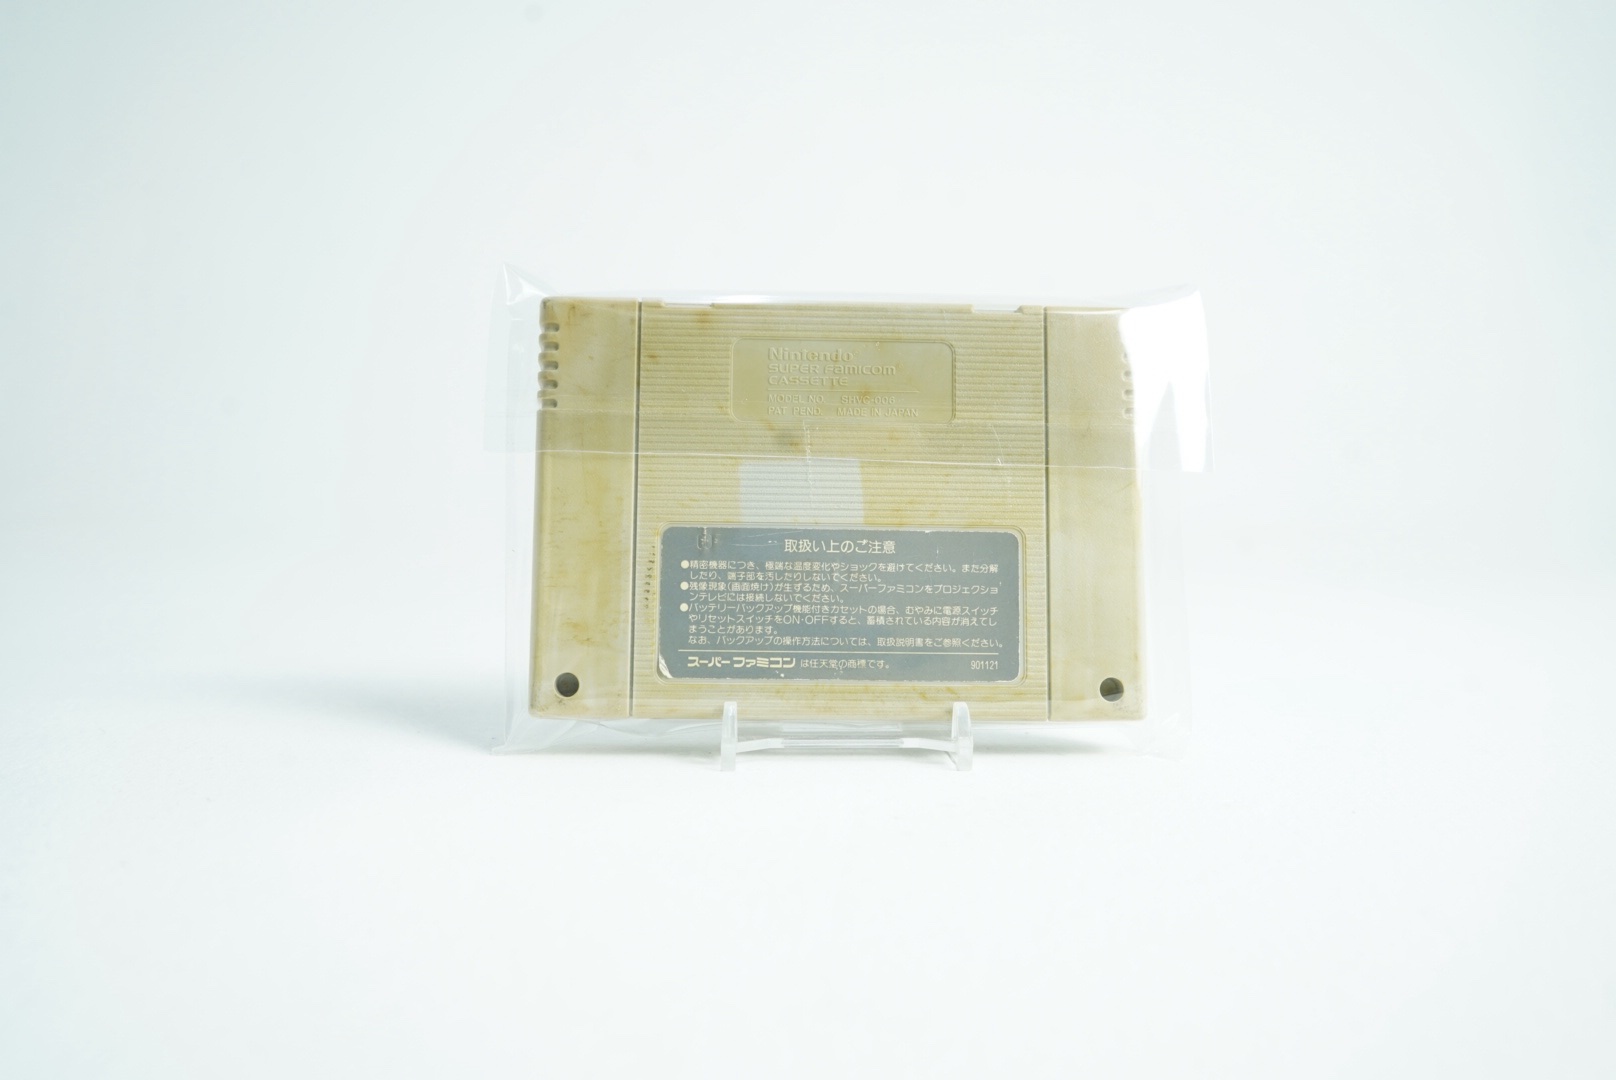 Nintendo
SUPER FAMICOM
CASSETTE
MODEL NO. SHVC-006
PAT. PEND. MADE IN JAPAN
取扱い上のご注意
●精密機器につき、極端な温度変化やショックを避けてください。また分解
したり、端子部を汚したりしないでください。
●残像現象(画面焼け)が生ずるため、スーパーファミコンをプロジェクショ
ンテレビには接続しないでください。
●バッテリーバックアップ機能付きカセットの場合、むやみに電源スイッチ
やリセットスイッチをON・OFFすると、蓄積されている内容が消えてし
まうことがあります。
なお、バックアップの操作方法については、取扱説明書をご参照ください。
スーパーファミコン は任天堂の商標です。 901121